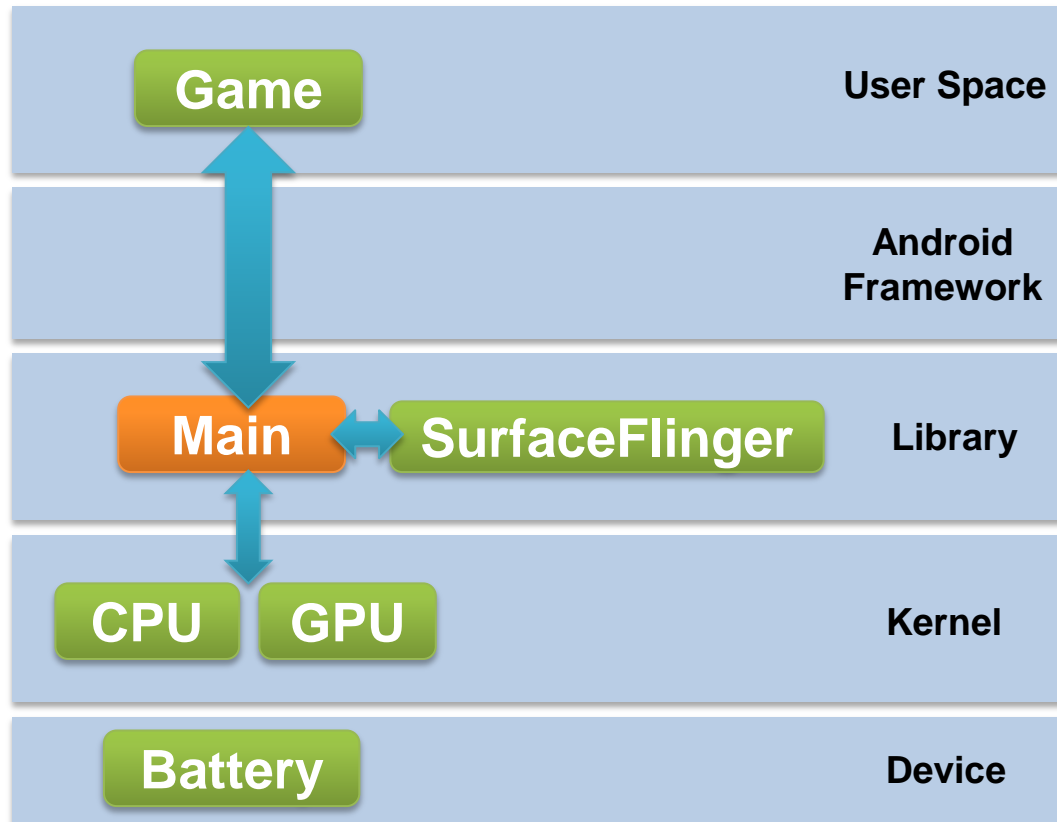 Game
User Space
Android
Framework
Main
SurfaceFlinger
Library
CPU
GPU
Kernel
Battery
Device